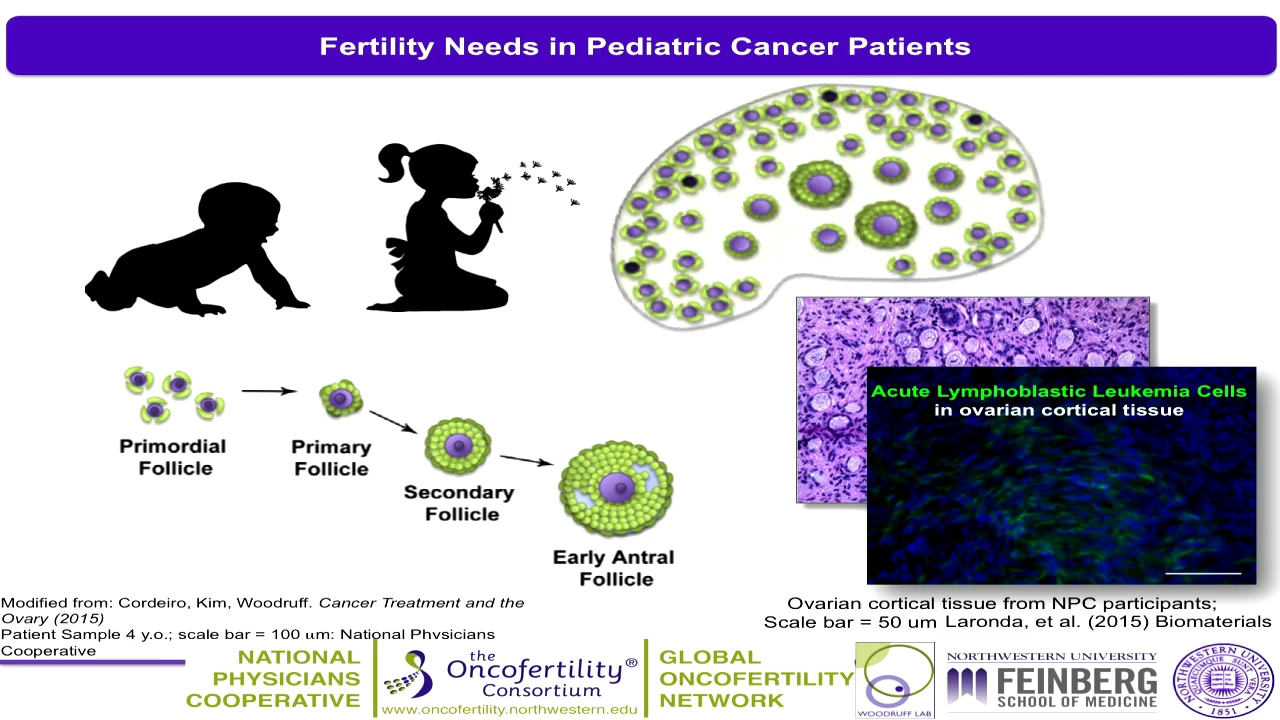 Fertility Needs in Pediatric Cancer Patients
Primordial
Follicle
Primary
Follicle
Secondary
Follicle
Early Antral
Follicle
Acute Lymphoblastic Leukemia Cells
in ovarian cortical tissue
Modified from: Cordeiro, Kim, Woodruff. Cancer Treatment and the
Ovary (2015)
Patient Sample 4 y.o.; scale bar = 100 um: National Physicians
Cooperative
Ovarian cortical tissue from NPC participants;
Scale bar = 50 um Laronda, et al. (2015) Biomaterials
NATIONAL
PHYSICIANS
COOPERATIVE
the
Oncofertility®
Consortium
www.oncofertility.northwestern.edu
GLOBAL
ONCOFERTILITY
NETWORK
WOODRUFF LAB
NORTHWESTERN UNIVERSITY
FEINBERG
SCHOOL OF MEDICINE
NORTHWESTERN UNIVERSITY
1851